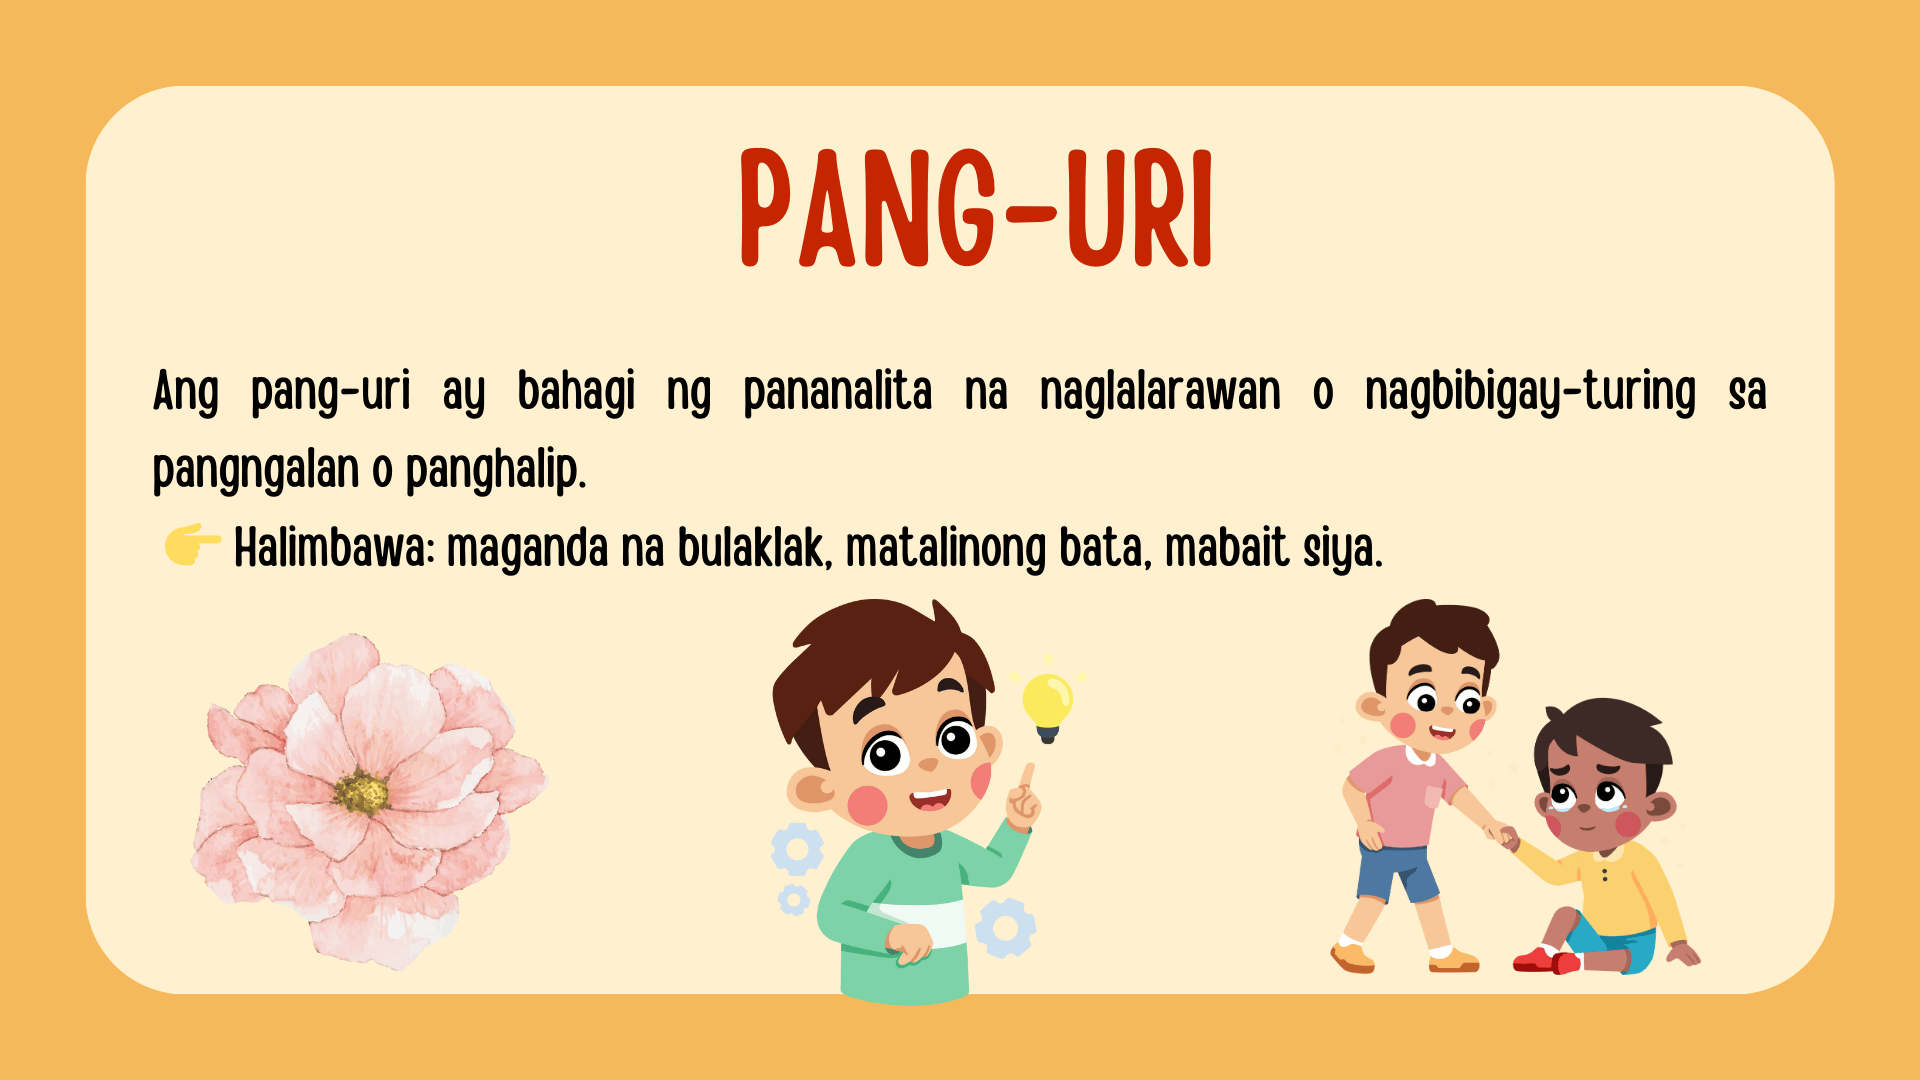 PANG-URI
Ang pang-uri ay bahagi ng pananalita na naglalarawan o nagbibigay-turing sa
pangngalan o panghalip.
Halimbawa: maganda na bulaklak, matalinong bata, mabait siya.